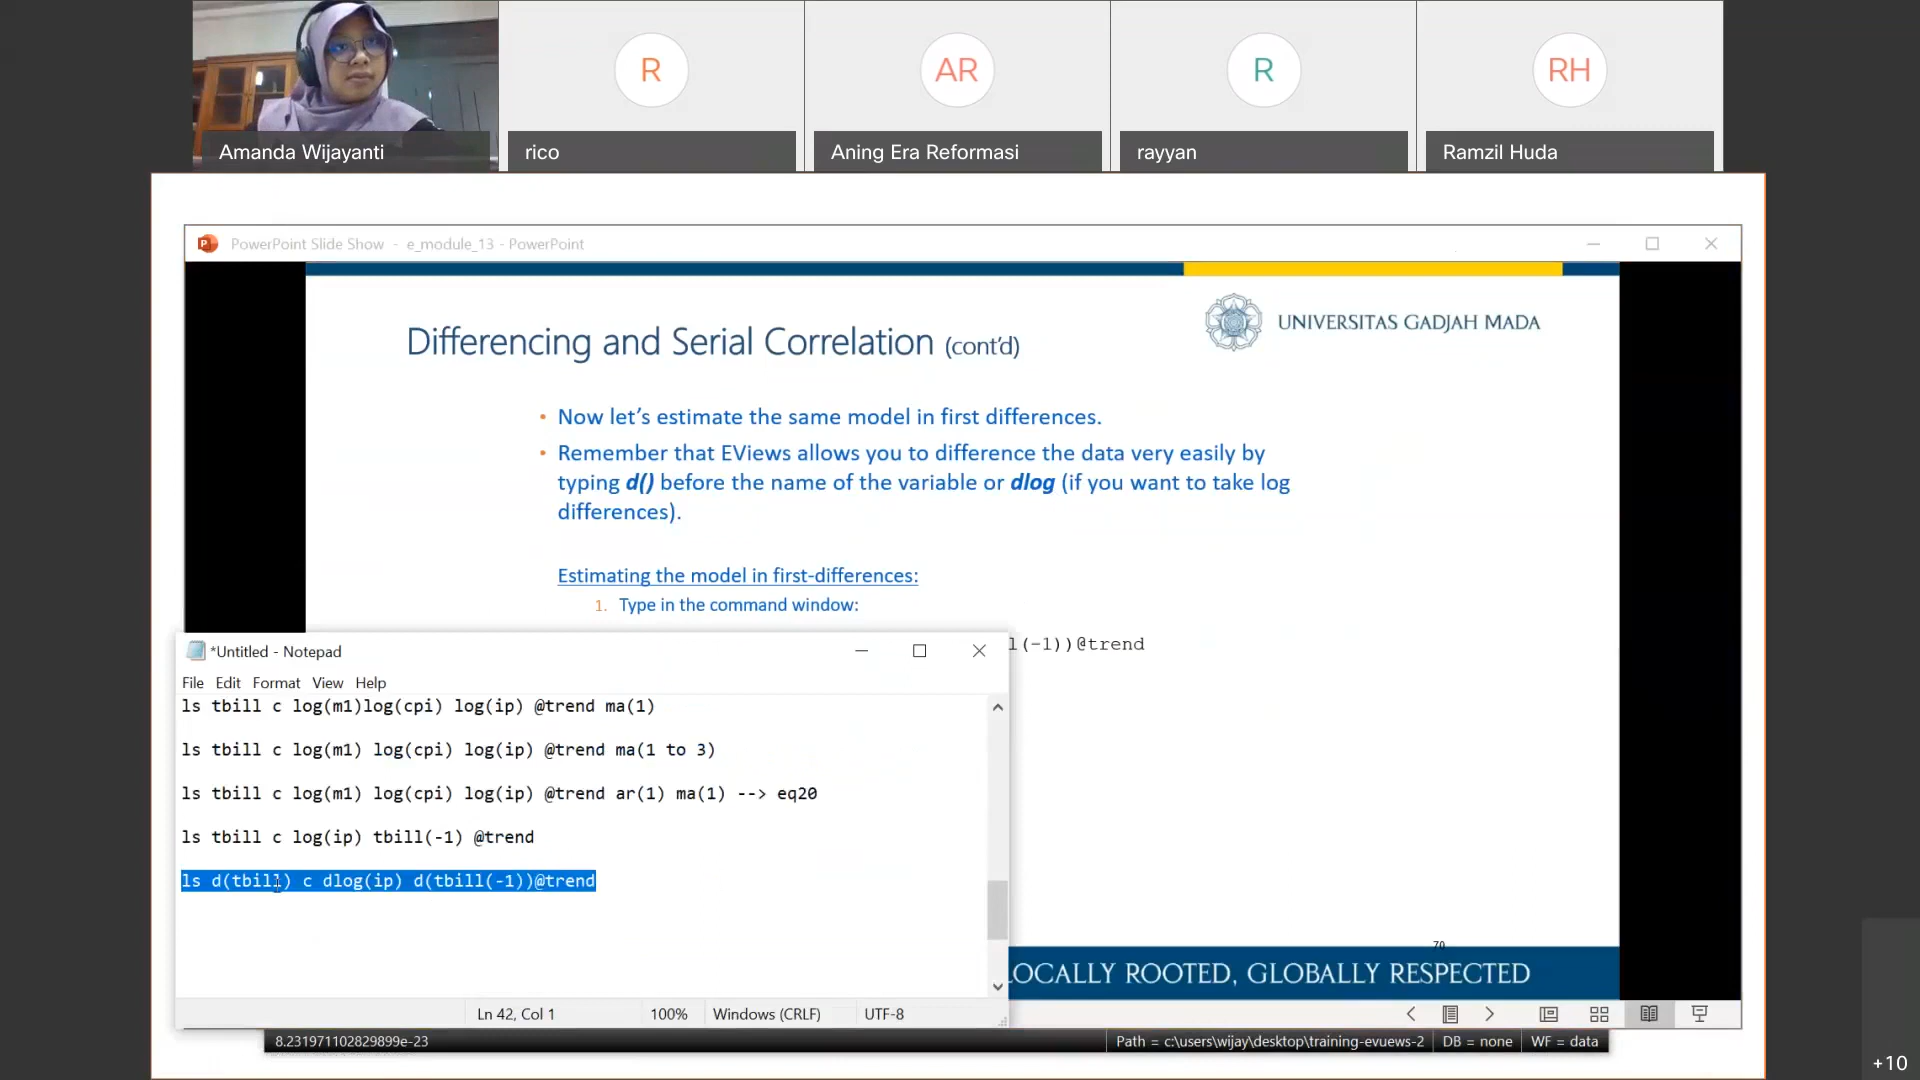 R
AR
R
RH
Amanda Wijayanti
rico
Aning Era Reformasi
rayyan
Ramzil Huda
PowerPoint Slide Show - e_module_13 - PowerPoint
UNIVERSITAS GADJAH MADA
Differencing and Serial Correlation (cont'd)
• Now let's estimate the same model in first differences.
• Remember that EViews allows you to difference the data very easily by
typing d() before the name of the variable or dlog (if you want to take log
differences).
Estimating the model in first-differences:
1. Type in the command window:
l(-1))@trend
*Untitled - Notepad
File Edit Format View Help
ls tbill c log(m1)log(cpi) log(ip) @trend ma(1)
ls tbill c log(m1) log(cpi) log(ip) @trend ma(1 to 3)
ls tbill c log(m1) log(cpi) log(ip) @trend ar(1) ma(1) --> eq20
ls tbill c log(ip) tbill(-1) @trend
ls d(tbill) c dlog(ip) d(tbill(-1))@trend
70
LOCALLY ROOTED, GLOBALLY RESPECTED
Ln 42, Col 1 100% Windows (CRLF) UTF-8
8.231971102829899e-23
Path = c:\users\wijay\desktop\training-evuews-2 DB = none WF = data
+10